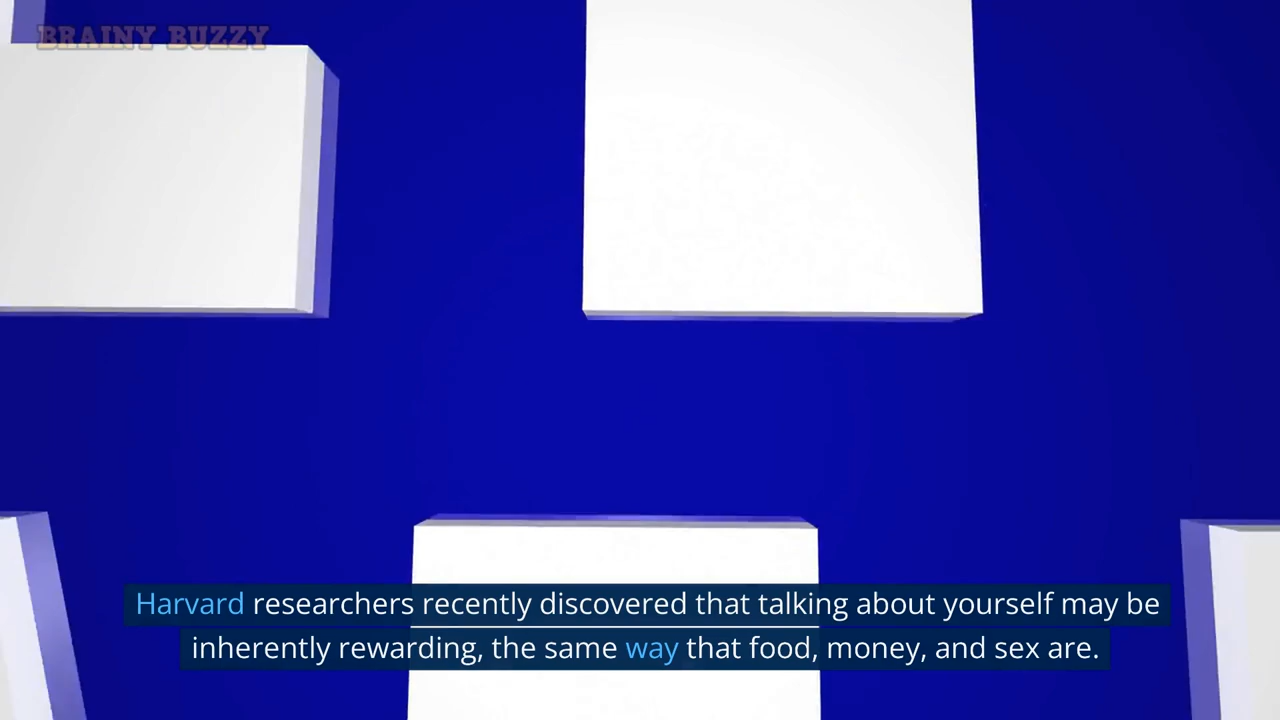 BRAINY BUZZY
Harvard researchers recently discovered that talking about yourself may be
inherently rewarding, the same way that food, money, and sex are.